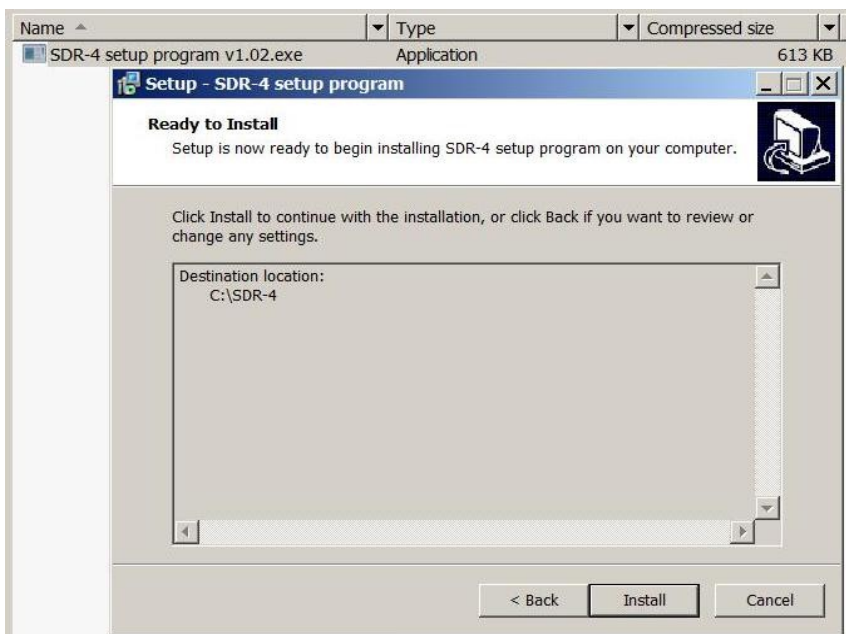 Name Type Compressed size
SDR-4 setup program v1.02.exe Application 613 KB
Setup - SDR-4 setup program
Ready to Install
Setup is now ready to begin installing SDR-4 setup program on your computer.
Click Install to continue with the installation, or click Back if you want to review or
change any settings.
Destination location:
C:\SDR-4
< Back Install Cancel